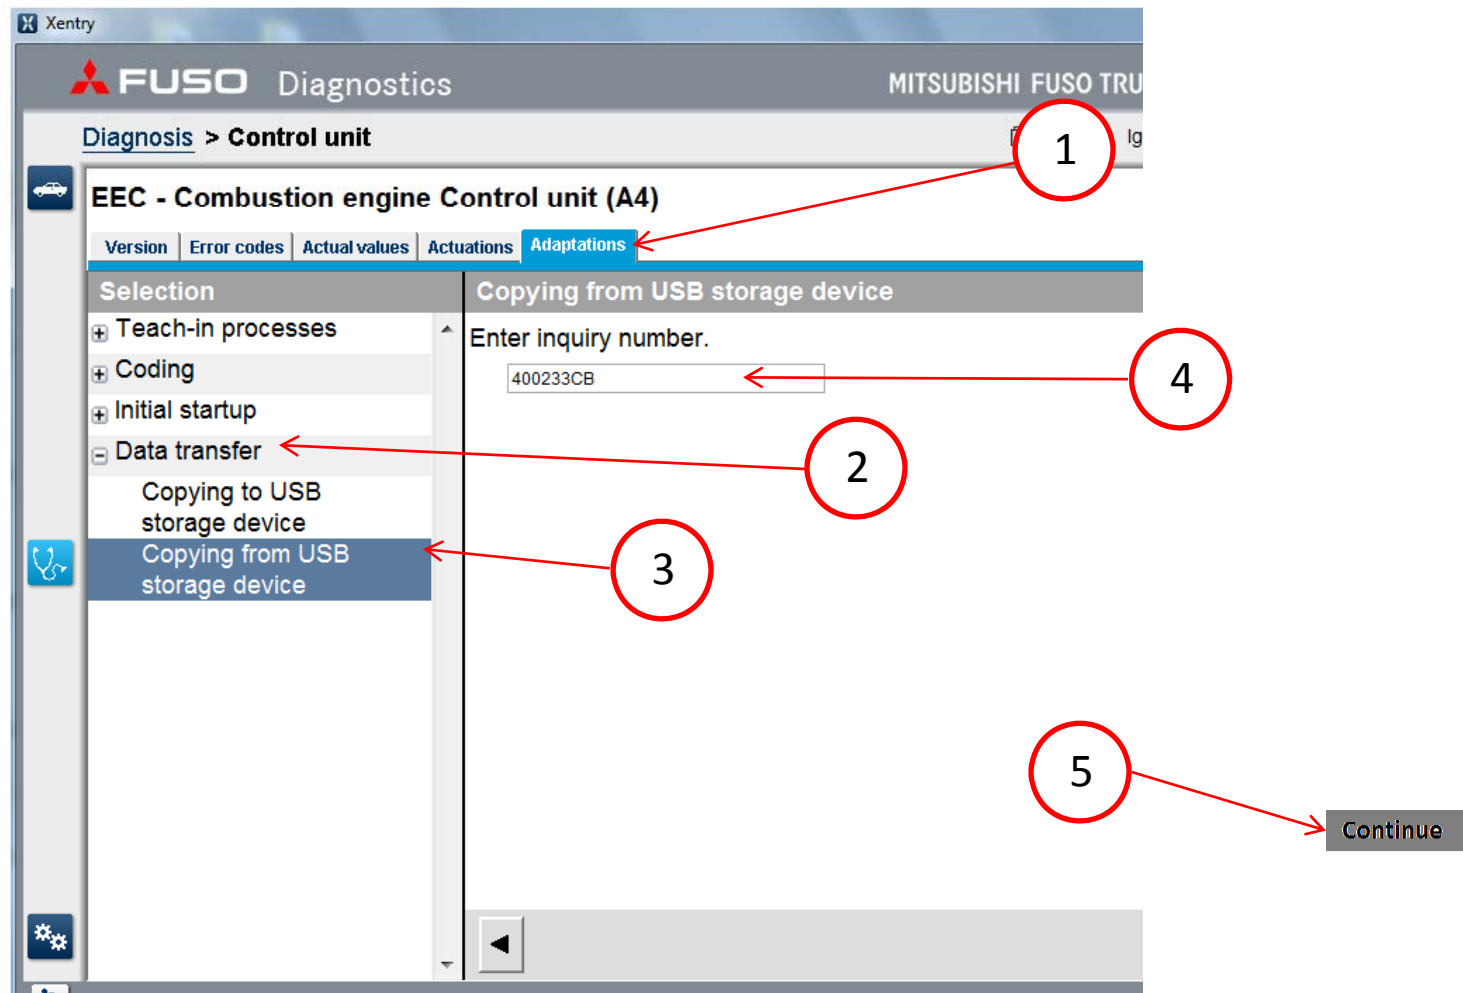 Xentry
FUSO Diagnostics
MITSUBISHI FUSO TRU
Diagnosis > Control unit
Ig
1
EEC - Combustion engine Control unit (A4)
Version Error codes Actual values Actuations Adaptations
Selection
Copying from USB storage device
Teach-in processes
Enter inquiry number.
Coding
400233CB
4
Initial startup
Data transfer
2
Copying to USB
storage device
Copying from USB
storage device
3
5
Continue